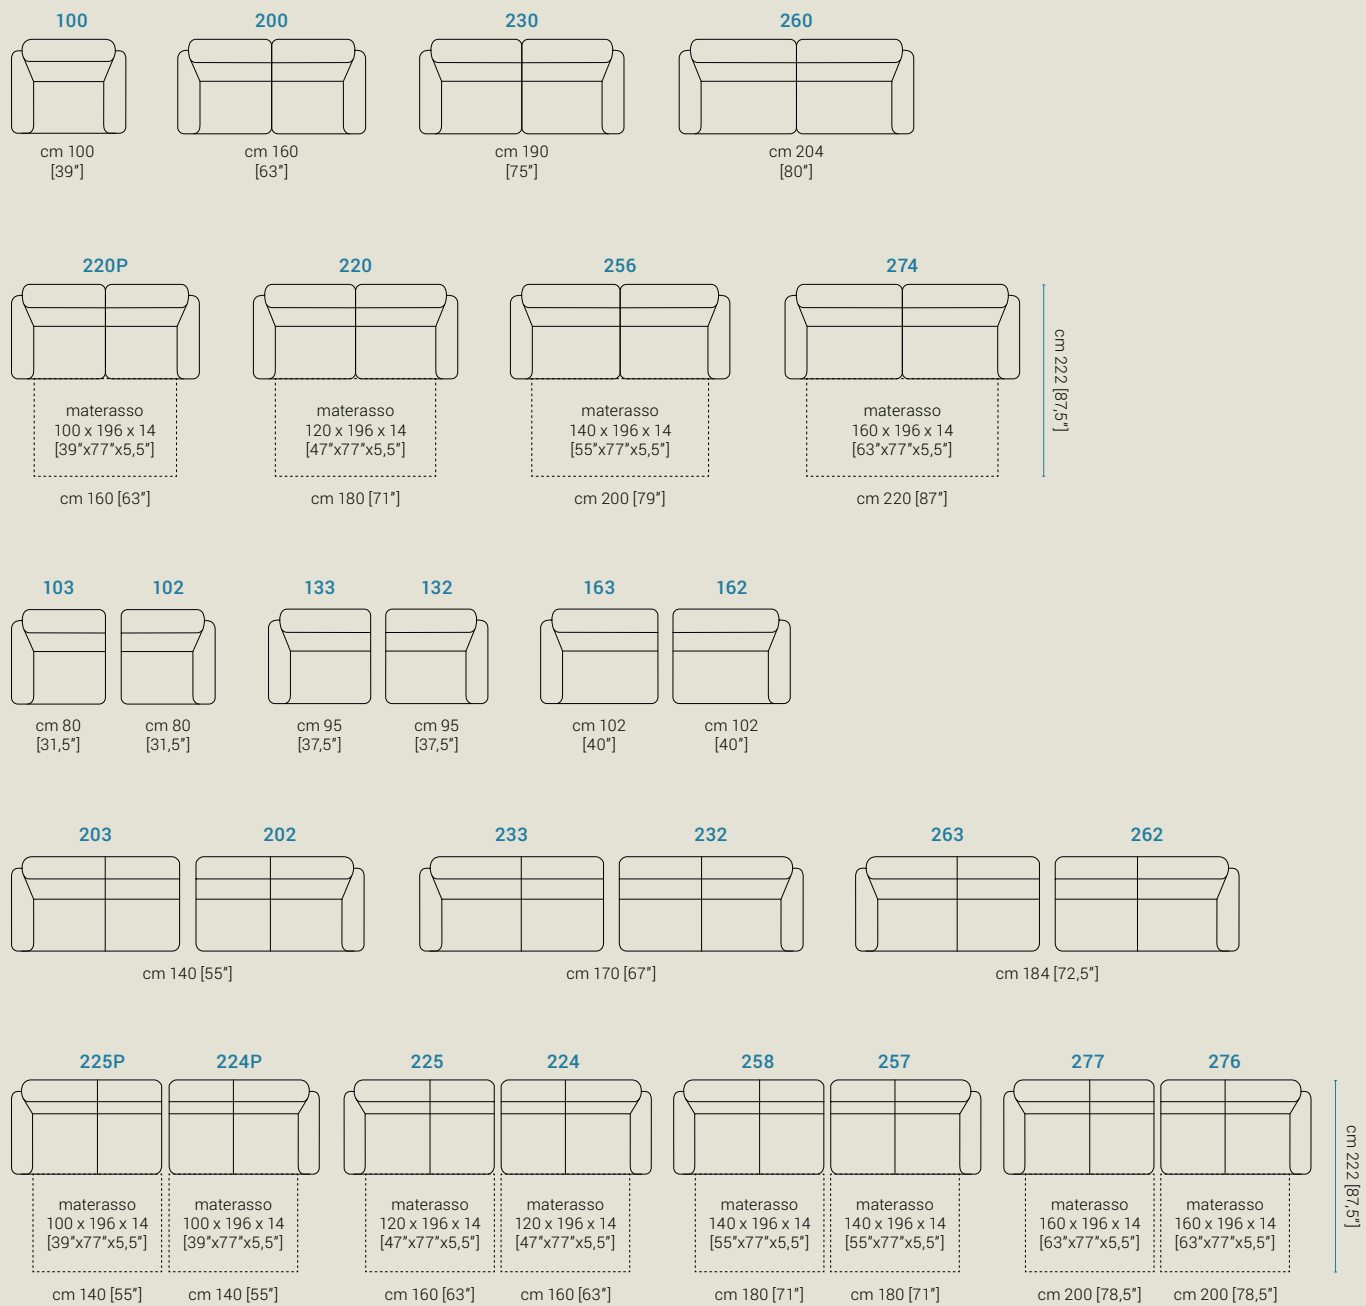 100 200 230 260
cm 100 cm 160 cm 190 cm 204
[39”] [63”] [75”] [80”]
220P 220 256 274
cm 222 [87,5”]
materasso materasso materasso materasso
100 x 196 x 14 120 x 196 x 14 140 x 196 x 14 160 x 196 x 14
[39”x77”x5,5”] [47”x77”x5,5”] [55”x77”x5,5”] [63”x77”x5,5”]
cm 160 [63”] cm 180 [71”] cm 200 [79”] cm 220 [87”]
103 102 133 132 163 162
cm 80 cm 80 cm 95 cm 95 cm 102 cm 102
[31,5”] [31,5”] [37,5”] [37,5”] [40”] [40”]
203 202 233 232 263 262
cm 140 [55”] cm 170 [67”] cm 184 [72,5”]
225P 224P 225 224 258 257 277 276
cm 222 [87,5”]
materasso materasso materasso materasso materasso materasso materasso materasso
100 x 196 x 14 100 x 196 x 14 120 x 196 x 14 120 x 196 x 14 140 x 196 x 14 140 x 196 x 14 160 x 196 x 14 160 x 196 x 14
[39”x77”x5,5”] [39”x77”x5,5”] [47”x77”x5,5”] [47”x77”x5,5”] [55”x77”x5,5”] [55”x77”x5,5”] [63”x77”x5,5”] [63”x77”x5,5”]
cm 140 [55”] cm 140 [55”] cm 160 [63”] cm 160 [63”] cm 180 [71”] cm 180 [71”] cm 200 [78,5”] cm 200 [78,5”]